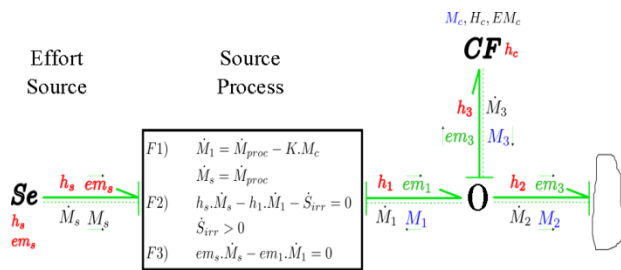 M_c, H_c, EM_c
CF h_c
Effort Source
Source Process
h_3 Ṁ_3
em_3 M_3
F1) Ṁ_1 = Ṁ_proc − K.M_c
Ṁ_s = Ṁ_proc
F2) h_s.Ṁ_s − h_1.Ṁ_1 − Ṡ_irr = 0
Ṡ_irr > 0
F3) em_s.Ṁ_s − em_1.Ṁ_1 = 0
Se h_s em_s
Ṁ_s M_s
h_s
em_s
h_1 em_1
Ṁ_1 M_1
0
h_2 em_3
Ṁ_2 M_2